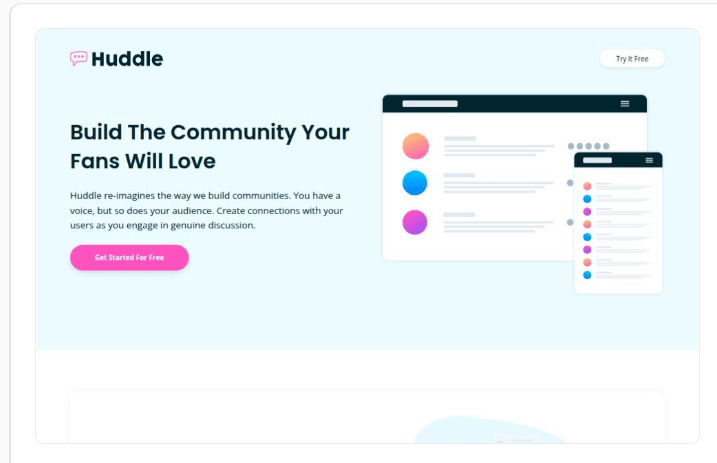 Huddle
Try It Free
Build The Community Your
Fans Will Love
Huddle re-imagines the way we build communities. You have a
voice, but so does your audience. Create connections with your
users as you engage in genuine discussion.
Get Started For Free